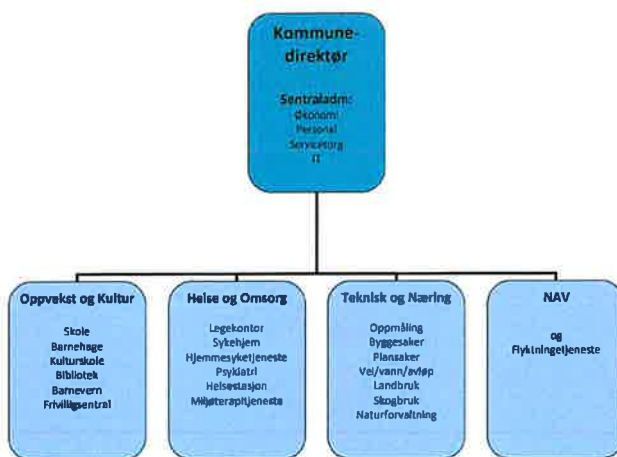 Kommune-
direktør
Sentraladm:
Økonomi
Personal
Servicetorg
IT
Oppvekst og Kultur
Skole
Barnehage
Kulturskole
Bibliotek
Barnevern
Frivilligsentral
Helse og Omsorg
Legekontor
Sykehjem
Hjemmesyketjeneste
Psykiatri
Helsestasjon
Miljøterapitjeneste
Teknisk og Næring
Oppmåling
Byggesaker
Plansaker
Vei/vann/avløp
Landbruk
Skogbruk
Naturforvaltning
NAV
og
Flyktningetjeneste